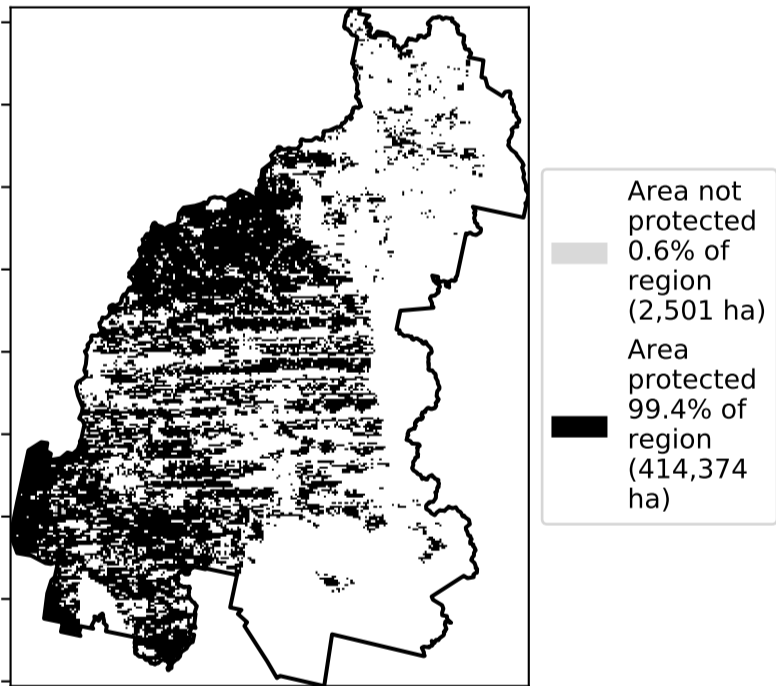 Area not
protected
0.6% of
region
(2,501 ha)
Area
protected
99.4% of
region
(414,374
ha)